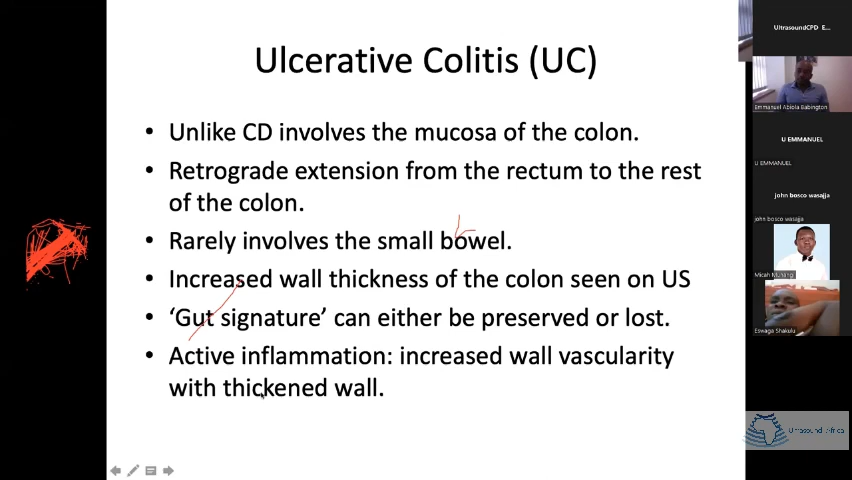 Ulcerative Colitis (UC)
• Unlike CD involves the mucosa of the colon.
• Retrograde extension from the rectum to the rest
of the colon.
• Rarely involves the small bowel.
• Increased wall thickness of the colon seen on US
• ‘Gut signature’ can either be preserved or lost.
• Active inflammation: increased wall vascularity
with thickened wall.
UltrasoundCPD E...
Emmanuel Abiola Babington
U EMMANUEL
U EMMANUEL
john bosco wasajja
john bosco wasajja
Micah Muhangi
Eswaga Shakulu
Ultrasound Africa